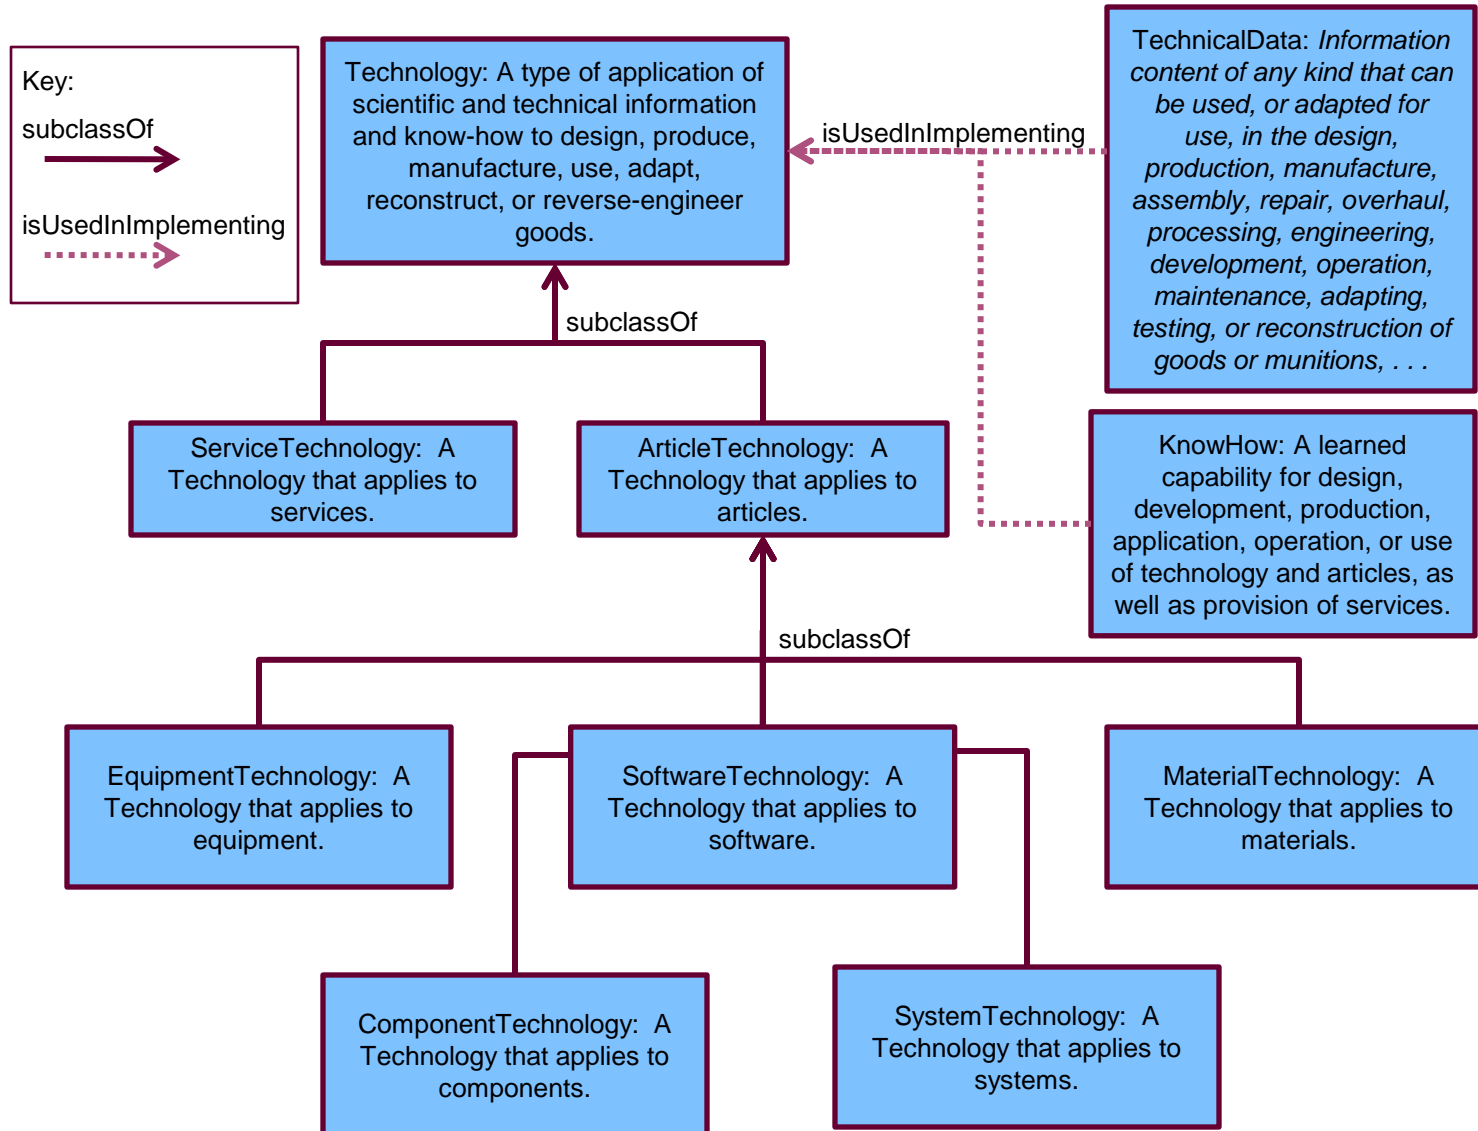 Key:
subclassOf
isUsedInImplementing
Technology: A type of application of
scientific and technical information
and know-how to design, produce,
manufacture, use, adapt,
reconstruct, or reverse-engineer
goods.
isUsedInImplementing
TechnicalData: Information
content of any kind that can
be used, or adapted for
use, in the design,
production, manufacture,
assembly, repair, overhaul,
processing, engineering,
development, operation,
maintenance, adapting,
testing, or reconstruction of
goods or munitions, . . .
subclassOf
ServiceTechnology:  A
Technology that applies to
services.
ArticleTechnology:  A
Technology that applies to
articles.
KnowHow: A learned
capability for design,
development, production,
application, operation, or use
of technology and articles, as
well as provision of services.
subclassOf
EquipmentTechnology:  A
Technology that applies to
equipment.
SoftwareTechnology:  A
Technology that applies to
software.
MaterialTechnology:  A
Technology that applies to
materials.
ComponentTechnology:  A
Technology that applies to
components.
SystemTechnology:  A
Technology that applies to
systems.